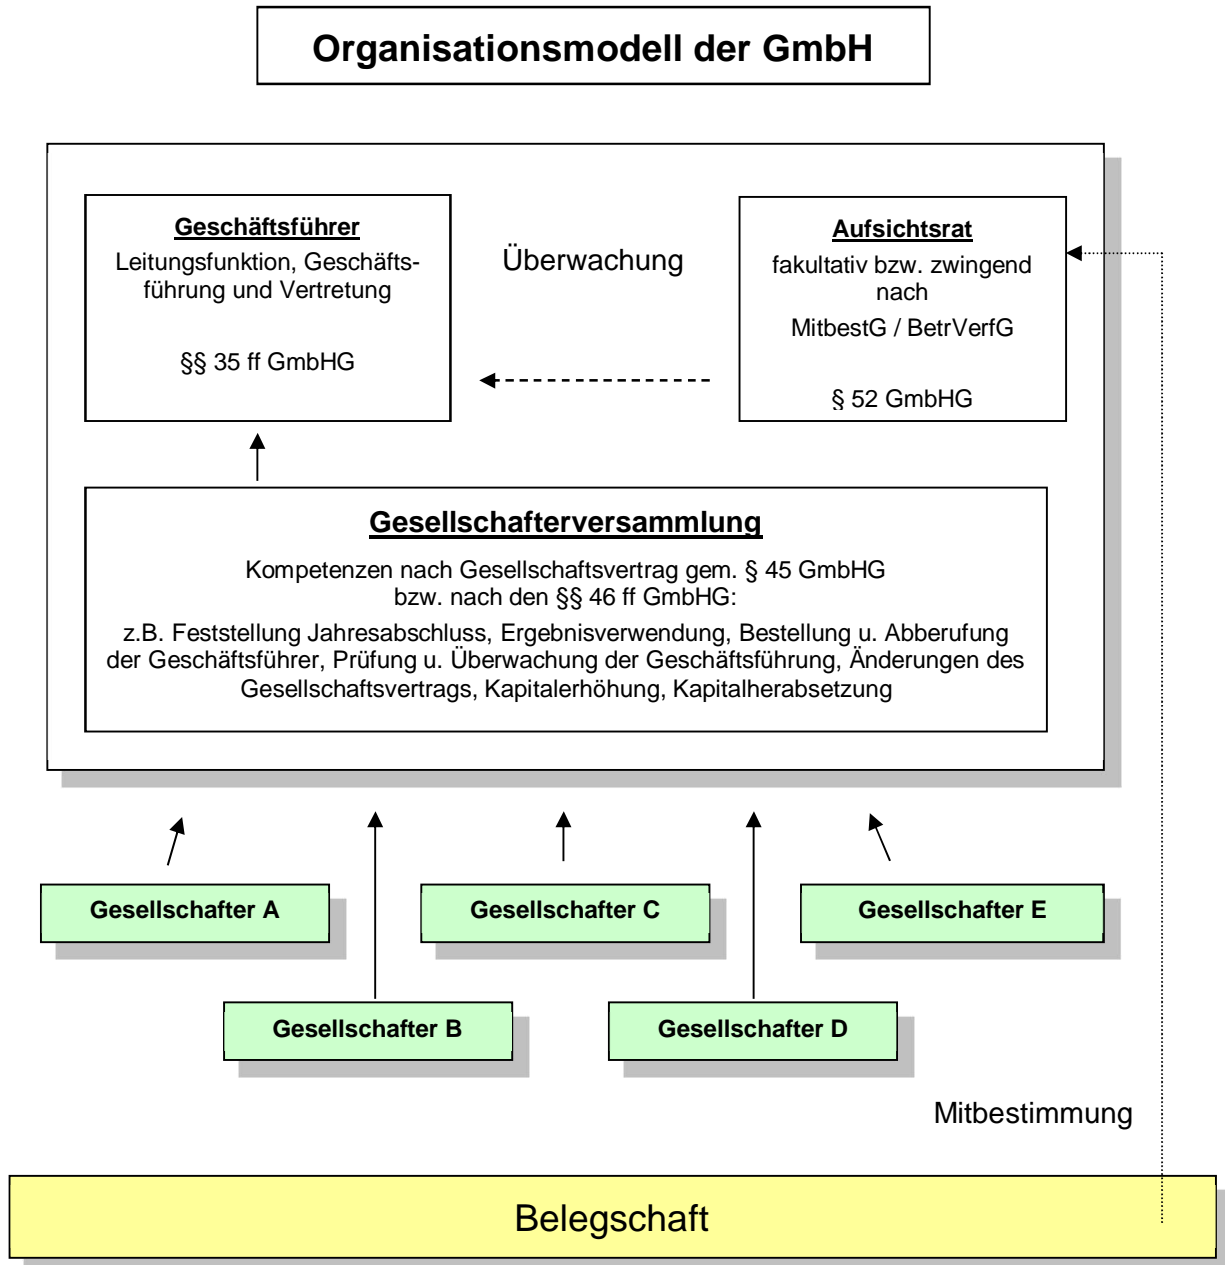 Organisationsmodell der GmbH
Geschäftsführer
Leitungsfunktion, Geschäfts-
führung und Vertretung
§§ 35 ff GmbHG
Überwachung
Aufsichtsrat
fakultativ bzw. zwingend
nach
MitbestG / BetrVerfG
§ 52 GmbHG
Gesellschafterversammlung
Kompetenzen nach Gesellschaftsvertrag gem. § 45 GmbHG
bzw. nach den §§ 46 ff GmbHG:
z.B. Feststellung Jahresabschluss, Ergebnisverwendung, Bestellung u. Abberufung
der Geschäftsführer, Prüfung u. Überwachung der Geschäftsführung, Änderungen des
Gesellschaftsvertrags, Kapitalerhöhung, Kapitalherabsetzung
Gesellschafter A
Gesellschafter C
Gesellschafter E
Gesellschafter B
Gesellschafter D
Mitbestimmung
Belegschaft